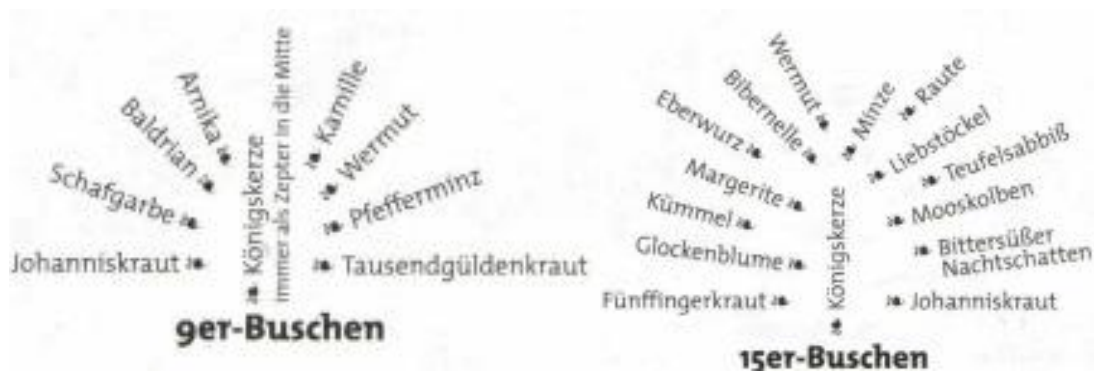 Johanniskraut
Schafgarbe
Baldrian
Arnika
Königskerze
immer als Zepter in die Mitte
Kamille
Wermut
Pfefferminz
Tausendgüldenkraut
9er-Buschen
Fünffingerkraut
Glockenblume
Kümmel
Margerite
Eberwurz
Bibernelle
Wermut
Königskerze
Minze
Raute
Liebstöckel
Teufelsabbiß
Mooskolben
Bittersüßer
Nachtschatten
Johanniskraut
15er-Buschen